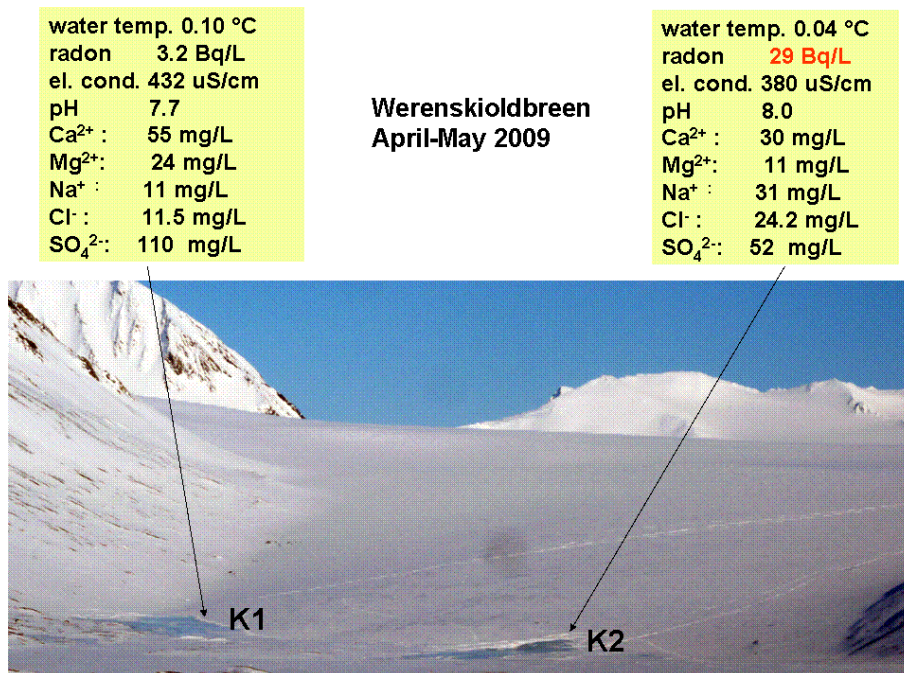 water temp. 0.10 °C
radon 3.2 Bq/L
el. cond. 432 uS/cm
pH 7.7
Ca²⁺ : 55 mg/L
Mg²⁺: 24 mg/L
Na⁺ : 11 mg/L
Cl⁻ : 11.5 mg/L
SO₄²⁻: 110 mg/L
Werenskioldbreen
April-May 2009
water temp. 0.04 °C
radon 29 Bq/L
el. cond. 380 uS/cm
pH 8.0
Ca²⁺ : 30 mg/L
Mg²⁺: 11 mg/L
Na⁺ : 31 mg/L
Cl⁻ : 24.2 mg/L
SO₄²⁻: 52 mg/L
K1
K2